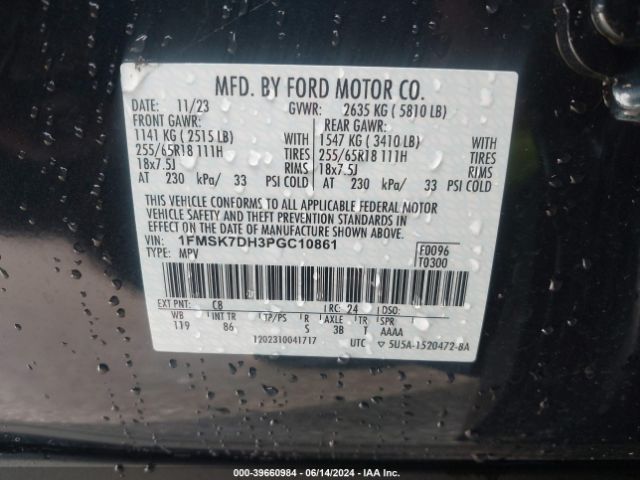 MFD. BY FORD MOTOR CO.
DATE: 11/23 GVWR: 2635 KG ( 5810 LB)
FRONT GAWR: REAR GAWR:
1141 KG ( 2515 LB) WITH 1547 KG ( 3410 LB) WITH
255/65R18 111H TIRES 255/65R18 111H TIRES
18x7.5J RIMS 18x7.5J RIMS
AT 230 kPa/ 33 PSI COLD AT 230 kPa/ 33 PSI COLD
THIS VEHICLE CONFORMS TO ALL APPLICABLE FEDERAL MOTOR
VEHICLE SAFETY AND THEFT PREVENTION STANDARDS IN
EFFECT ON THE DATE OF MANUFACTURE SHOWN ABOVE.
VIN: 1FMSK7DH3PGC10861
TYPE: MPV
F0096
T0300
EXT PNT: CB RC: 24 DSO:
WB INT TR TP/PS R AXLE TR SPR
119 86 S 3B T AAAA
1202310041717 UTC ▽ 5U5A-1520472-BA
000-39660984 - 06/14/2024 - IAA Inc.